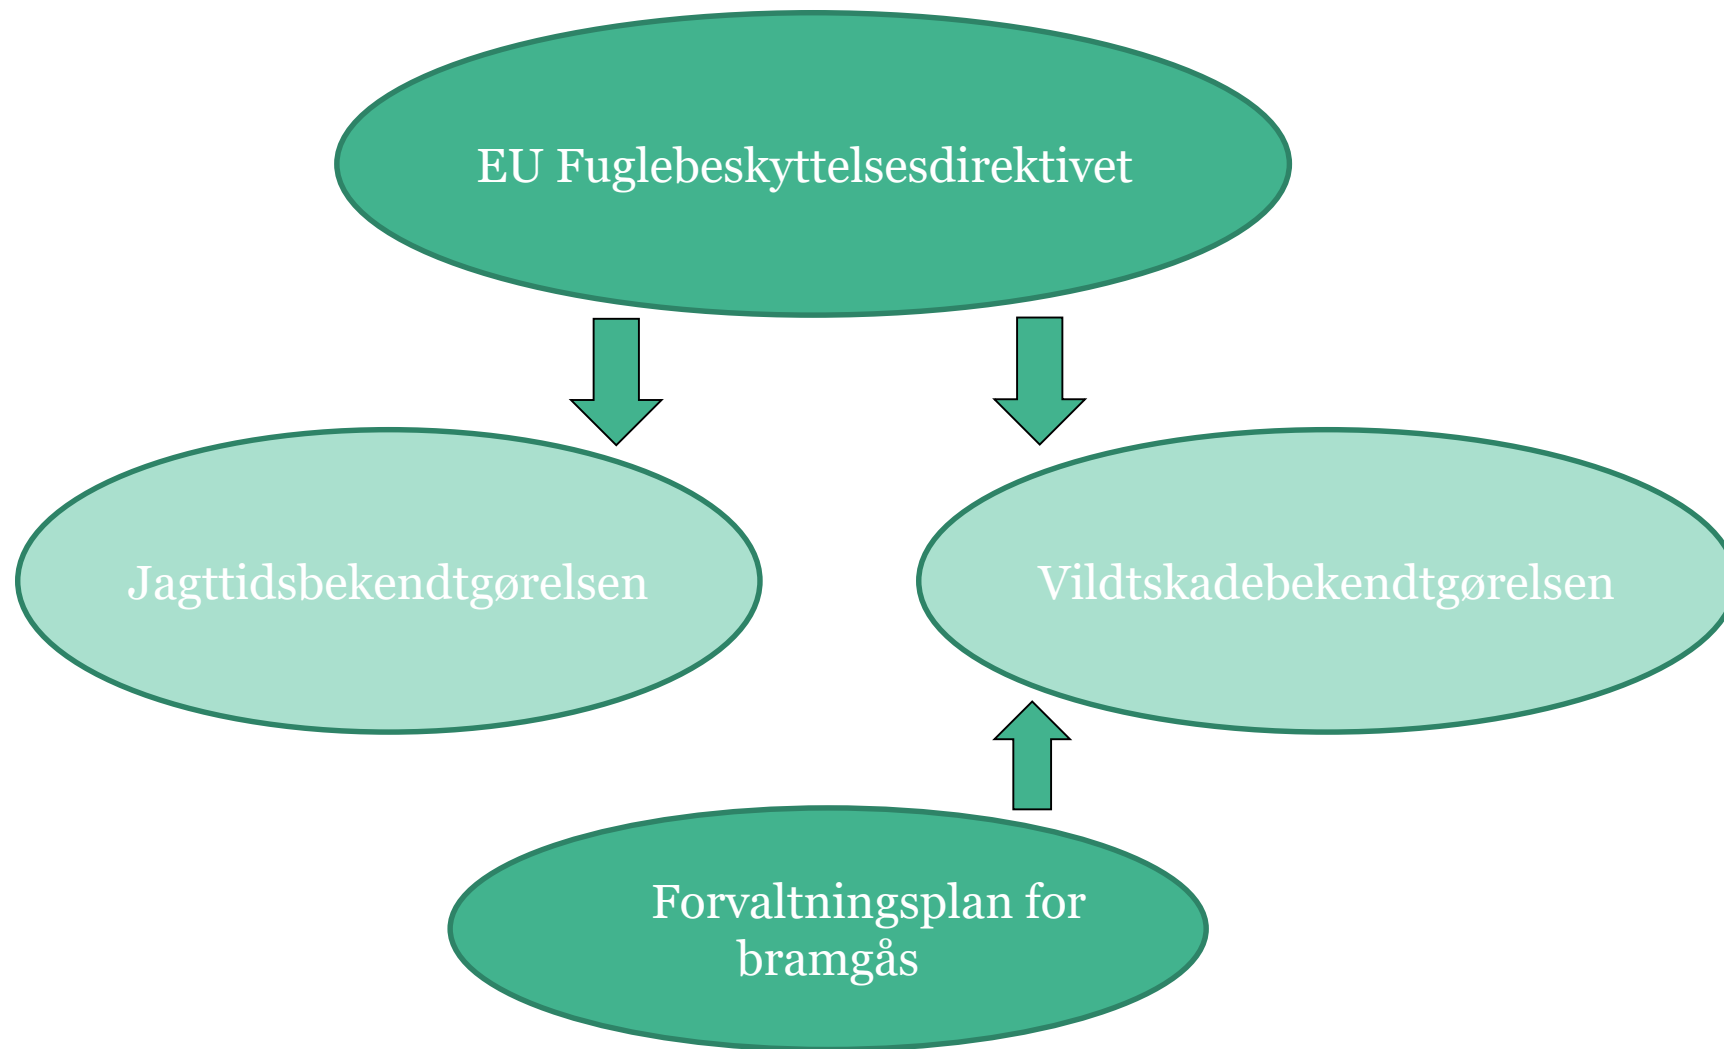 EU Fuglebeskyttelsesdirektivet
Jagttidsbekendtgørelsen
Vildtskadebekendtgørelsen
Forvaltningsplan for
bramgås